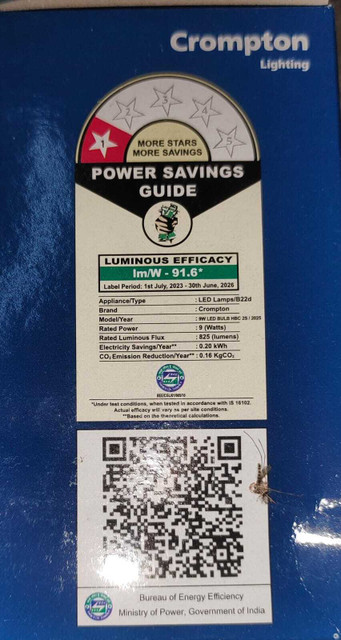 Crompton
Lighting
1 2 3 4 5
MORE STARS
MORE SAVINGS
POWER SAVINGS
GUIDE
LUMINOUS EFFICACY
lm/W - 91.6*
Label Period: 1st July, 2023 - 30th June, 2026
Appliance/Type : LED Lamps/B22d
Brand : Crompton
Model/Year : 9W LED BULB HBC 25 / 2025
Rated Power : 9 (Watts)
Rated Luminous Flux : 825 (lumens)
Electricity Savings/Year** : 0.20 kWh
CO2 Emission Reduction/Year** : 0.16 KgCO2
*Under test conditions, when tested in accordance with IS 16102.
Actual efficacy will vary as per site conditions.
**Based on the theoretical calculations.
Bureau of Energy Efficiency
Ministry of Power, Government of India